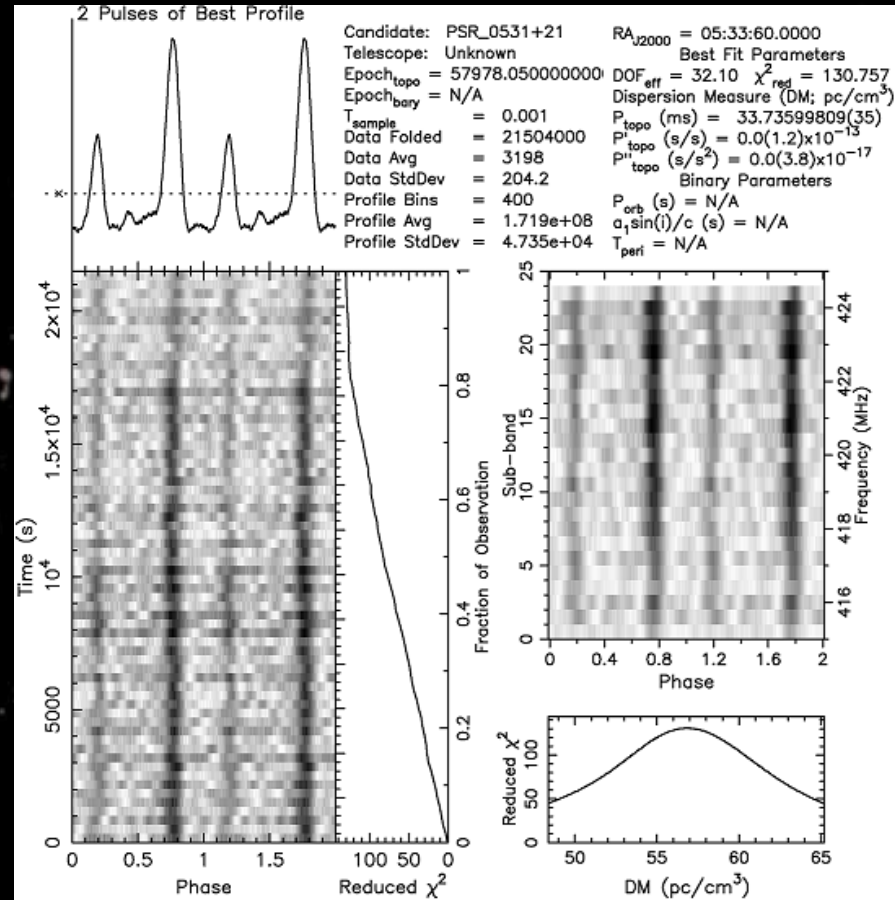 2 Pulses of Best Profile
Candidate: PSR_0531+21
Telescope: Unknown
Epoch_topo = 57978.0500000000
Epoch_bary = N/A
T_sample = 0.001
Data Folded = 21504000
Data Avg = 3198
Data StdDev = 204.2
Profile Bins = 400
Profile Avg = 1.719e+08
Profile StdDev = 4.735e+04
RA_J2000 = 05:33:60.0000
Best Fit Parameters
DOF_eff = 32.10 χ²_red = 130.757
Dispersion Measure (DM; pc/cm³)
P_topo (ms) = 33.73599809(35)
P'_topo (s/s) = 0.0(1.2)x10⁻¹³
P''_topo (s/s²) = 0.0(3.8)x10⁻¹⁷
Binary Parameters
P_orb (s) = N/A
a₁sin(i)/c (s) = N/A
T_peri = N/A
Time (s)
2×10⁴
1.5×10⁴
10⁴
5000
0
0 0.5 1 1.5
Phase
100 50 0
Reduced χ²
Fraction of Observation
1
0.8
0.6
0.4
0.2
0
Sub-band
25
20
15
10
5
0
Frequency (MHz)
424
422
420
418
416
0 0.4 0.8 1.2 1.6 2
Phase
Reduced χ²
100
50
0
50 55 60 65
DM (pc/cm³)